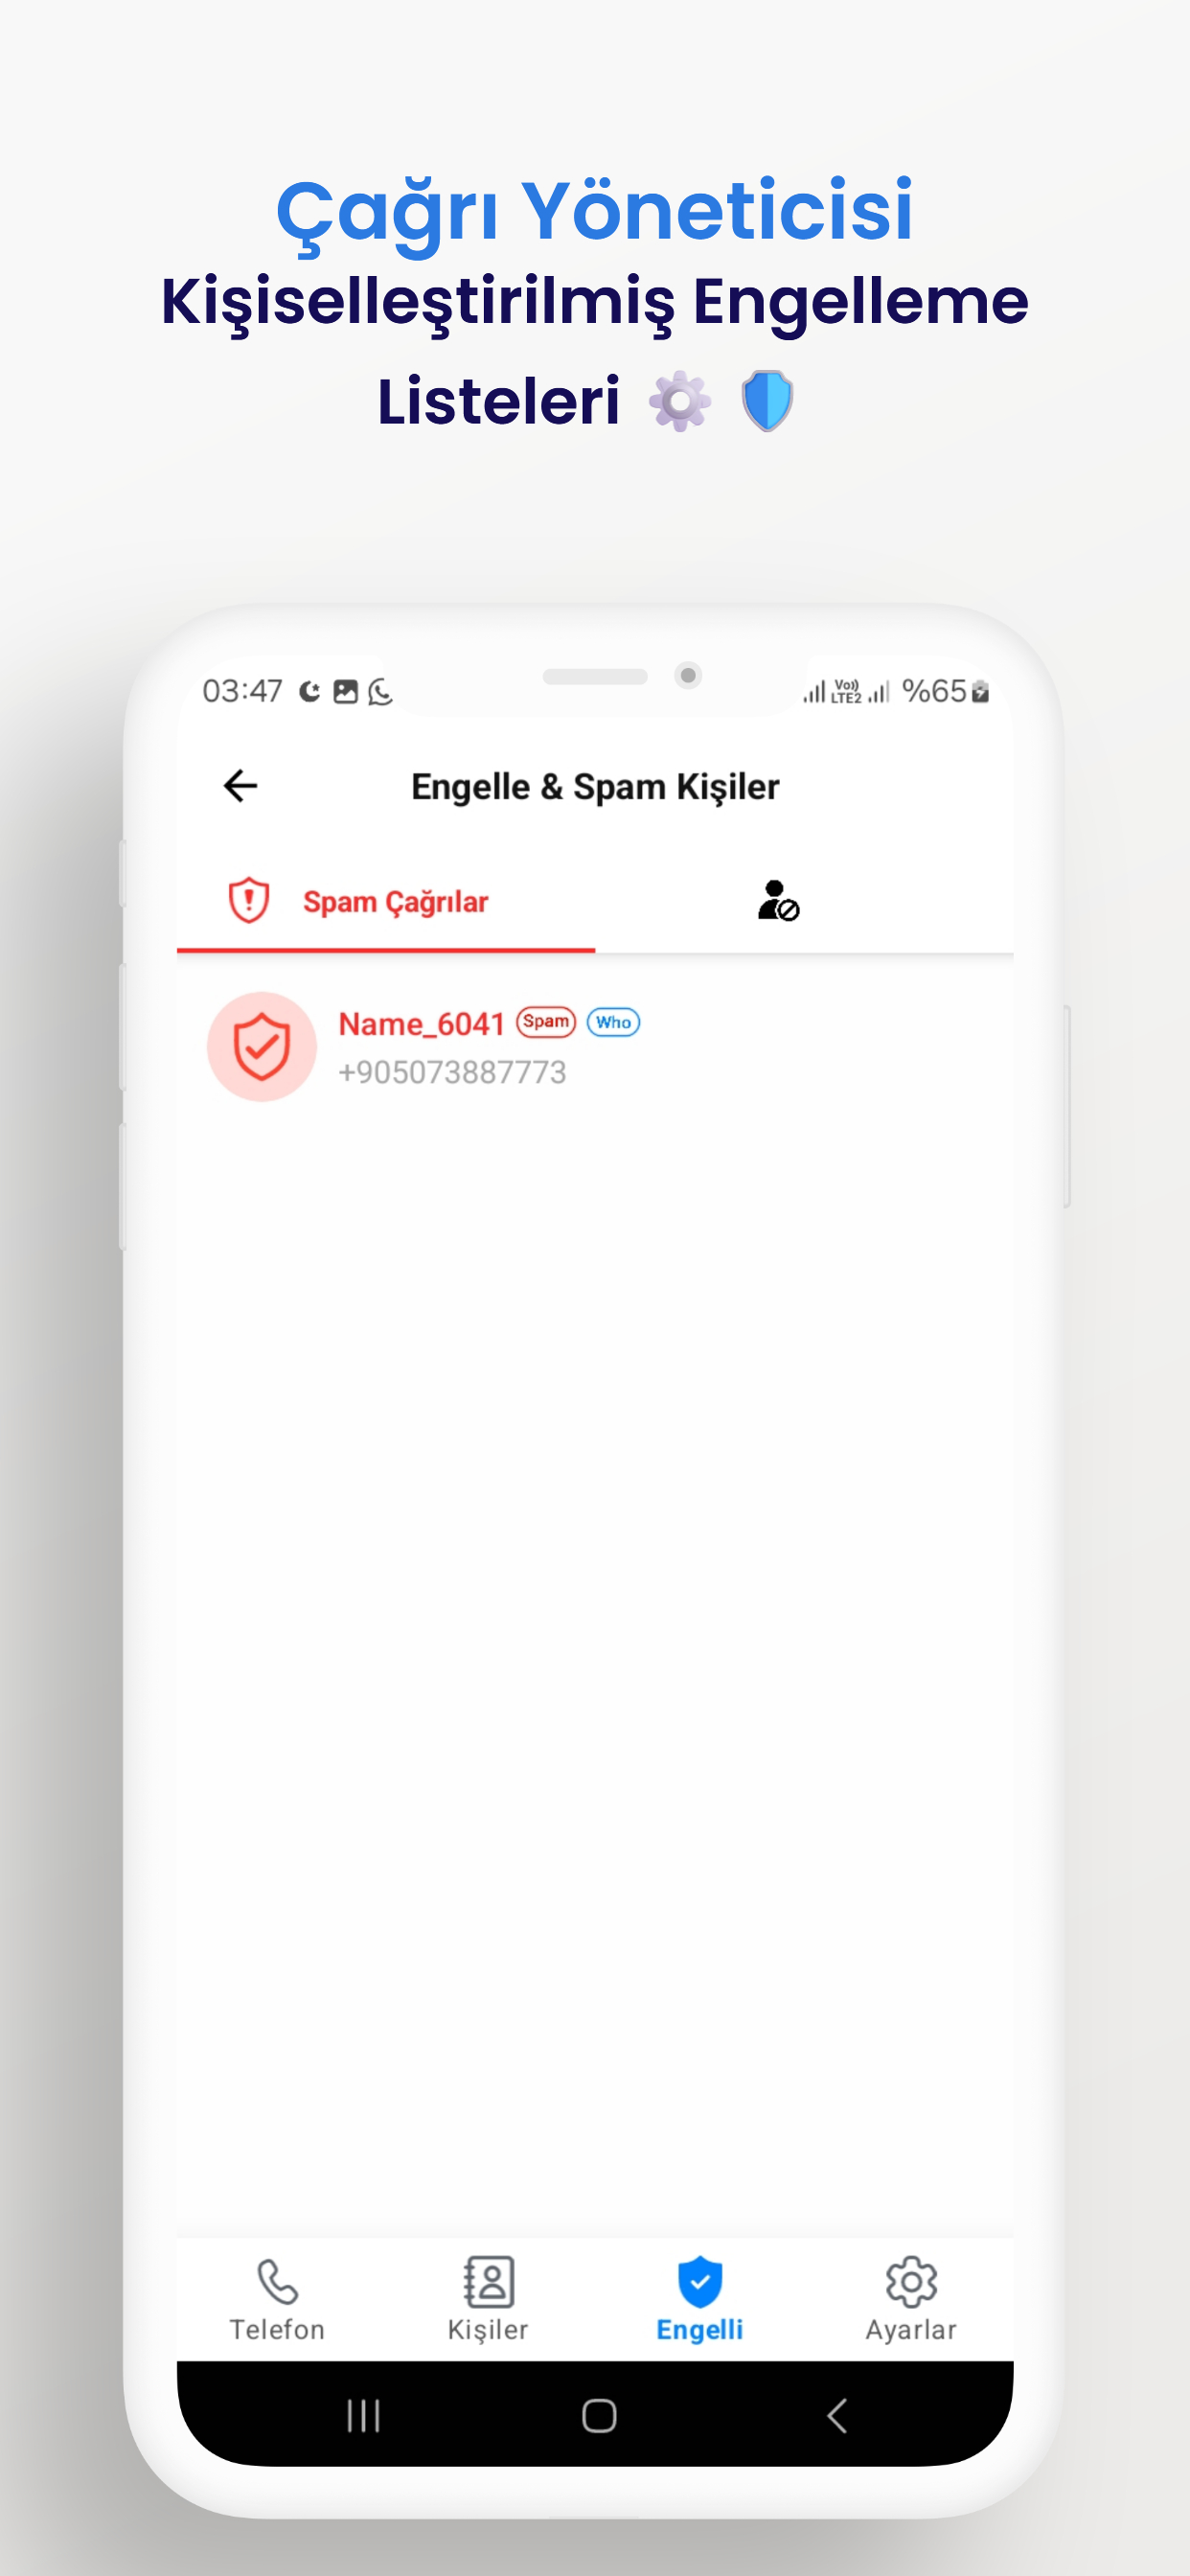 Çağrı Yöneticisi
Kişiselleştirilmiş Engelleme
Listeleri
03:47
Vo)) LTE2 %65
Engelle & Spam Kişiler
Spam Çağrılar
Name_6041 Spam Who
+905073887773
Telefon Kişiler Engelli Ayarlar